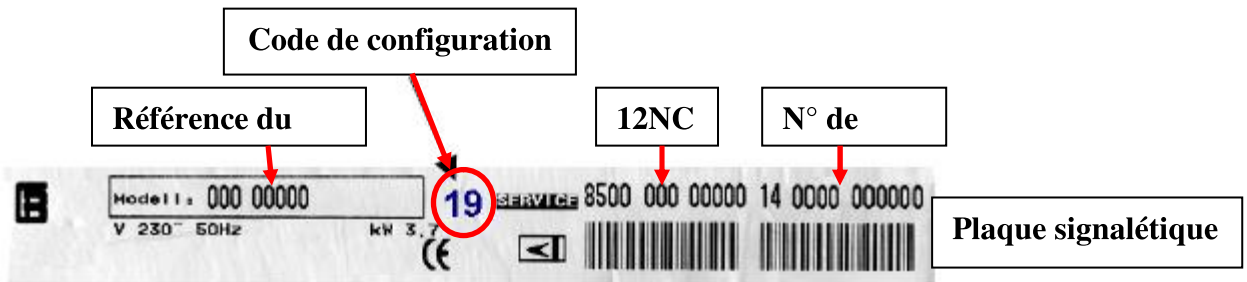 Code de configuration
Référence du
12NC
N° de
Modell: 000 00000
19
SERVICE 8500 000 00000 14 0000 000000
V 230~ 50Hz
kW 3,7
CE
Plaque signalétique